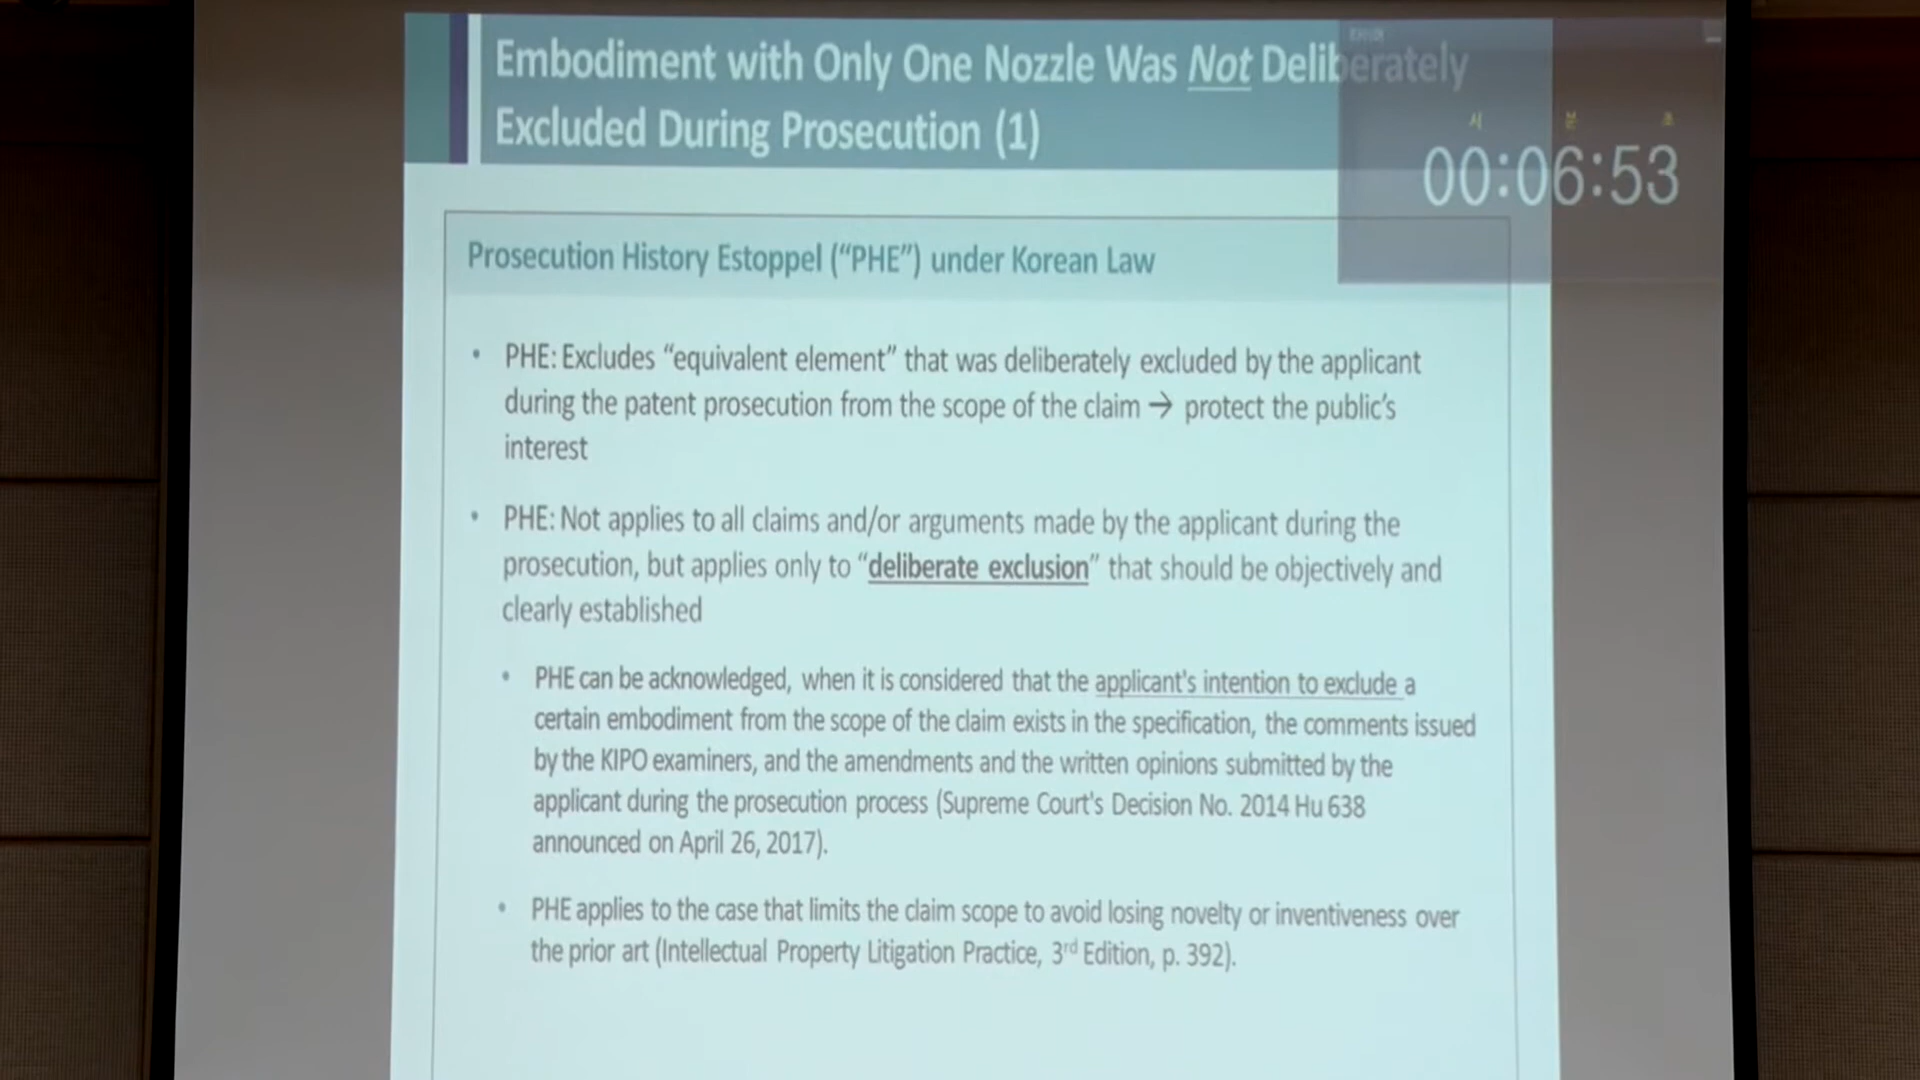 Embodiment with Only One Nozzle Was Not Deliberately
Excluded During Prosecution (1)
시 분 초
00:06:53
Prosecution History Estoppel (“PHE”) under Korean Law
• PHE: Excludes “equivalent element” that was deliberately excluded by the applicant
during the patent prosecution from the scope of the claim → protect the public’s
interest
• PHE: Not applies to all claims and/or arguments made by the applicant during the
prosecution, but applies only to “deliberate exclusion” that should be objectively and
clearly established
• PHE can be acknowledged, when it is considered that the applicant's intention to exclude a
certain embodiment from the scope of the claim exists in the specification, the comments issued
by the KIPO examiners, and the amendments and the written opinions submitted by the
applicant during the prosecution process (Supreme Court's Decision No. 2014 Hu 638
announced on April 26, 2017).
• PHE applies to the case that limits the claim scope to avoid losing novelty or inventiveness over
the prior art (Intellectual Property Litigation Practice, 3rd Edition, p. 392).